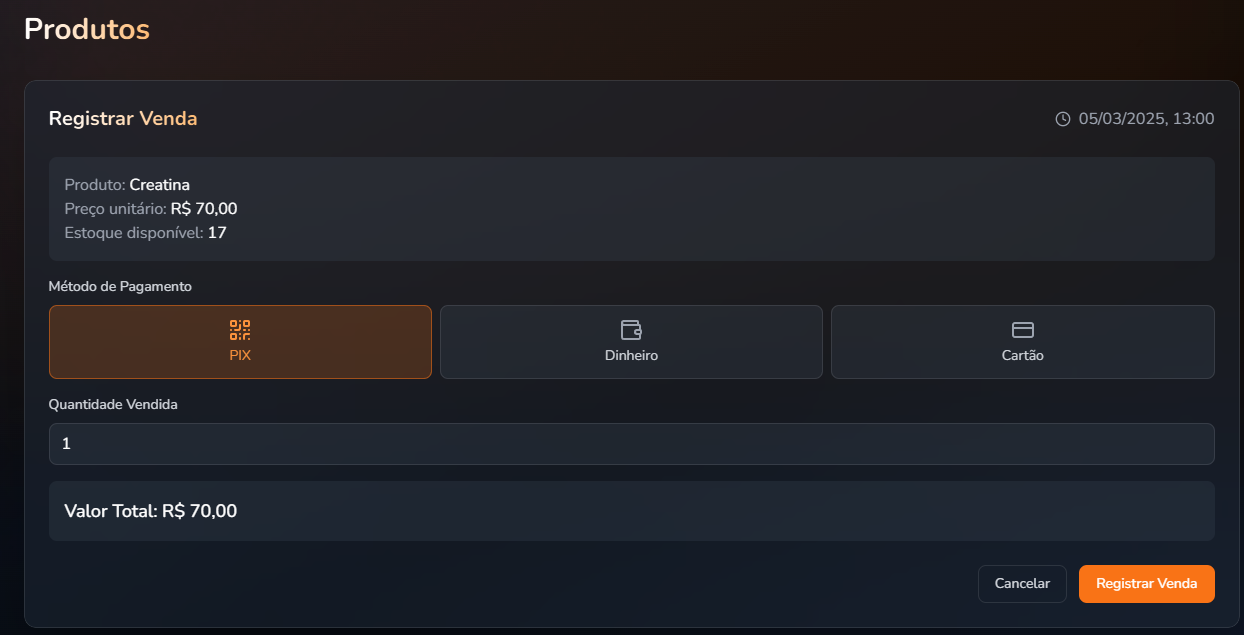 Produtos
Registrar Venda
05/03/2025, 13:00
Produto: Creatina
Preço unitário: R$ 70,00
Estoque disponível: 17
Método de Pagamento
PIX
Dinheiro
Cartão
Quantidade Vendida
1
Valor Total: R$ 70,00
Cancelar
Registrar Venda